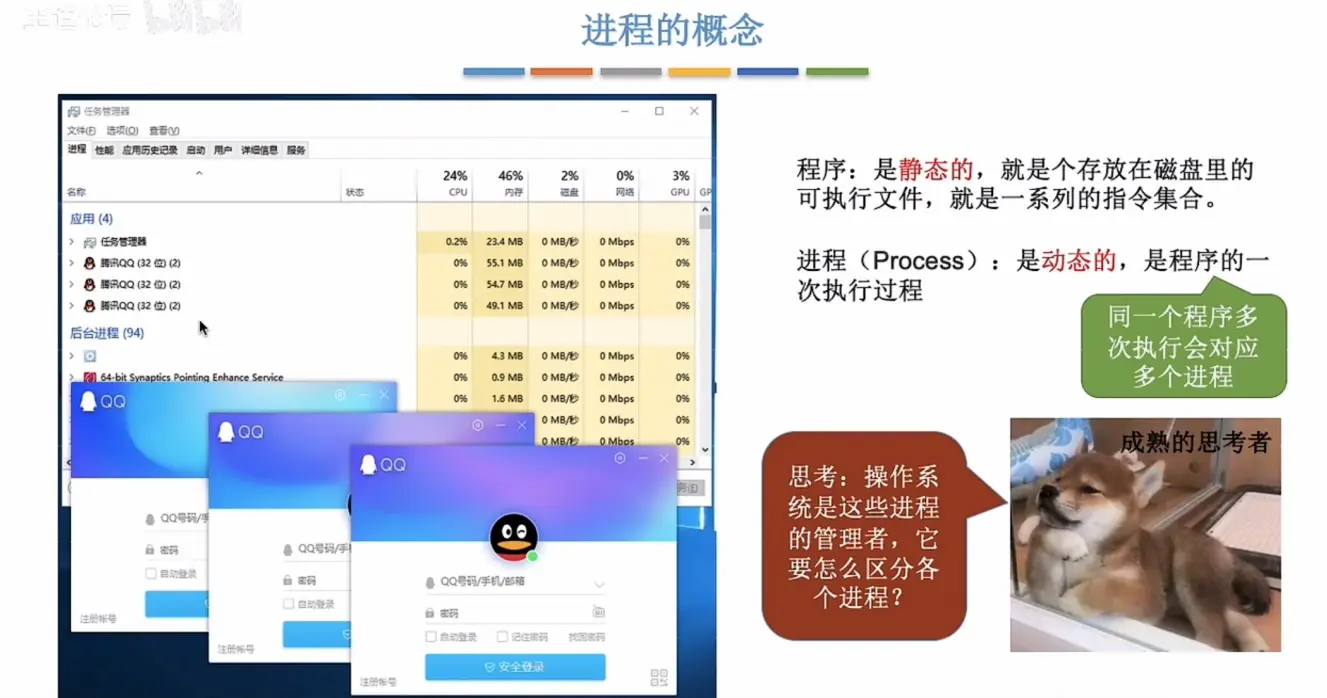 王道论坛 bilibili
进程的概念
任务管理器
文件(F) 选项(O) 查看(V)
进程 性能 应用历史记录 启动 用户 详细信息 服务
24% 46% 2% 0% 3%
名称 状态 CPU 内存 磁盘 网络 GPU GP
应用 (4)
任务管理器 0.2% 23.4 MB 0 MB/秒 0 Mbps 0%
腾讯QQ (32 位) (2) 0% 55.1 MB 0 MB/秒 0 Mbps 0%
腾讯QQ (32 位) (2) 0% 54.7 MB 0 MB/秒 0 Mbps 0%
腾讯QQ (32 位) (2) 0% 49.1 MB 0 MB/秒 0 Mbps 0%
后台进程 (94)
0% 4.3 MB 0 MB/秒 0 Mbps 0%
64-bit Synaptics Pointing Enhance Service 0% 0.9 MB 0 MB/秒 0 Mbps 0%
0% 1.6 MB 0 MB/秒 0 Mbps 0%
0 MB/秒 0 Mbps 0%
0 MB/秒 0 Mbps 0%
QQ
QQ号码/手
密码
自动登录
注册帐号
QQ
QQ号码/手机
密码
自动登录
注册帐号
QQ
QQ号码/手机/邮箱
密码
自动登录 记住密码 找回密码
安全登录
注册帐号
程序：是静态的，就是个存放在磁盘里的
可执行文件，就是一系列的指令集合。
进程（Process）：是动态的，是程序的一
次执行过程
同一个程序多
次执行会对应
多个进程
思考：操作系
统是这些进程
的管理者，它
要怎么区分各
个进程？
成熟的思考者